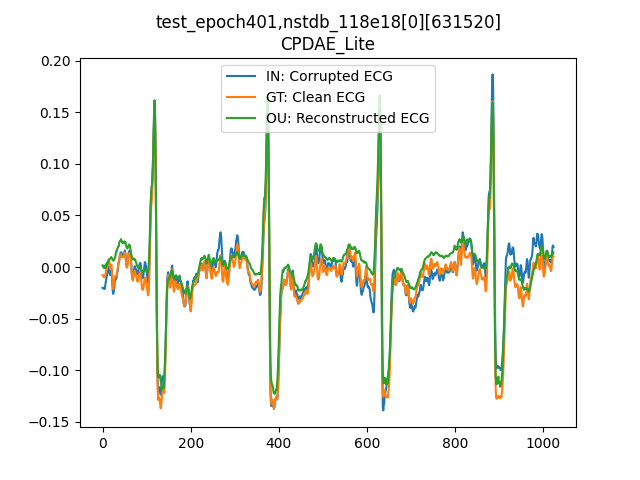 test_epoch401,nstdb_118e18[0][631520]
CPDAE_Lite
IN: Corrupted ECG
GT: Clean ECG
OU: Reconstructed ECG
0.20
0.15
0.10
0.05
0.00
−0.05
−0.10
−0.15
0 200 400 600 800 1000